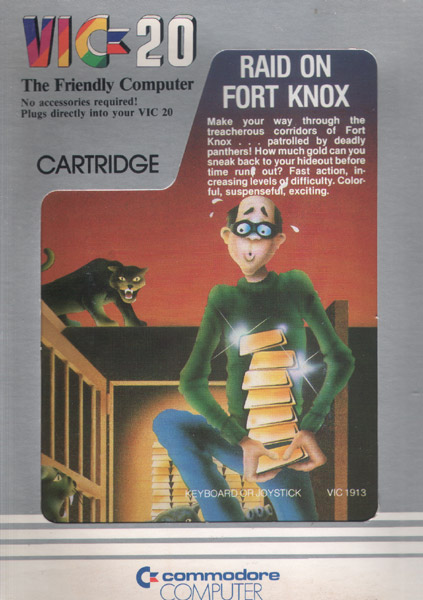 VIC-20
The Friendly Computer
No accessories required!
Plugs directly into your VIC 20
CARTRIDGE
RAID ON
FORT KNOX
Make your way through the
treacherous corridors of Fort
Knox . . . patrolled by deadly
panthers! How much gold can you
sneak back to your hideout before
time runs out? Fast action, in-
creasing levels of difficulty. Color-
ful, suspenseful, exciting.
KEYBOARD OR JOYSTICK VIC 1913
commodore
COMPUTER